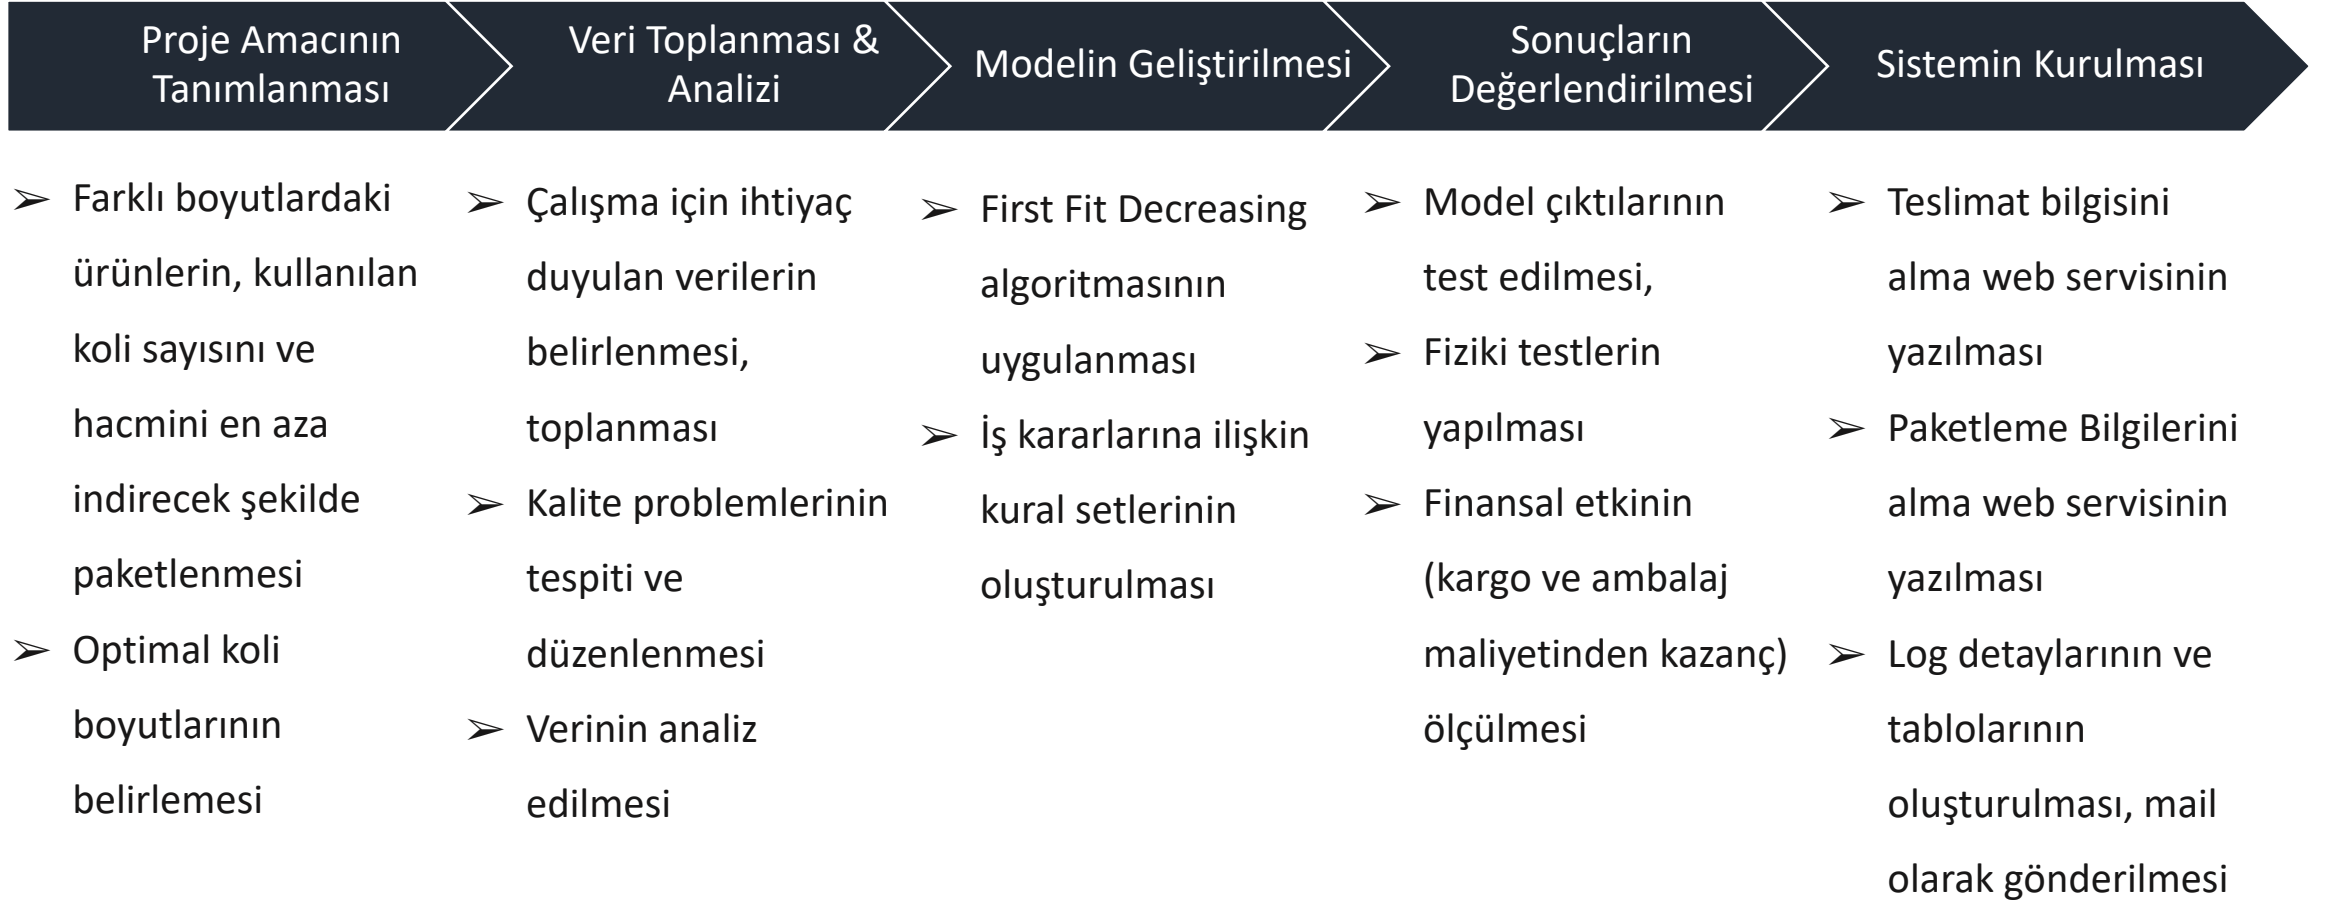 Proje Amacının
Tanımlanması
Veri Toplanması &
Analizi
Modelin Geliştirilmesi
Sonuçların
Değerlendirilmesi
Sistemin Kurulması
➢ Farklı boyutlardaki
ürünlerin, kullanılan
koli sayısını ve
hacmini en aza
indirecek şekilde
paketlenmesi
➢ Optimal koli
boyutlarının
belirlemesi
➢ Çalışma için ihtiyaç
duyulan verilerin
belirlenmesi,
toplanması
➢ Kalite problemlerinin
tespiti ve
düzenlenmesi
➢ Verinin analiz
edilmesi
➢ First Fit Decreasing
algoritmasının
uygulanması
➢ İş kararlarına ilişkin
kural setlerinin
oluşturulması
➢ Model çıktılarının
test edilmesi,
➢ Fiziki testlerin
yapılması
➢ Finansal etkinin
(kargo ve ambalaj
maliyetinden kazanç)
ölçülmesi
➢ Teslimat bilgisini
alma web servisinin
yazılması
➢ Paketleme Bilgilerini
alma web servisinin
yazılması
➢ Log detaylarının ve
tablolarının
oluşturulması, mail
olarak gönderilmesi